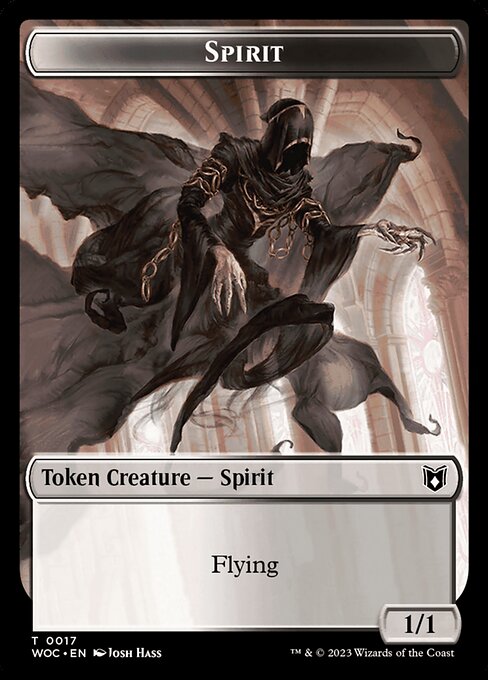 Spirit
Token Creature — Spirit
Flying
1/1
T 0017
WOC • EN Josh Hass
™ & © 2023 Wizards of the Coast